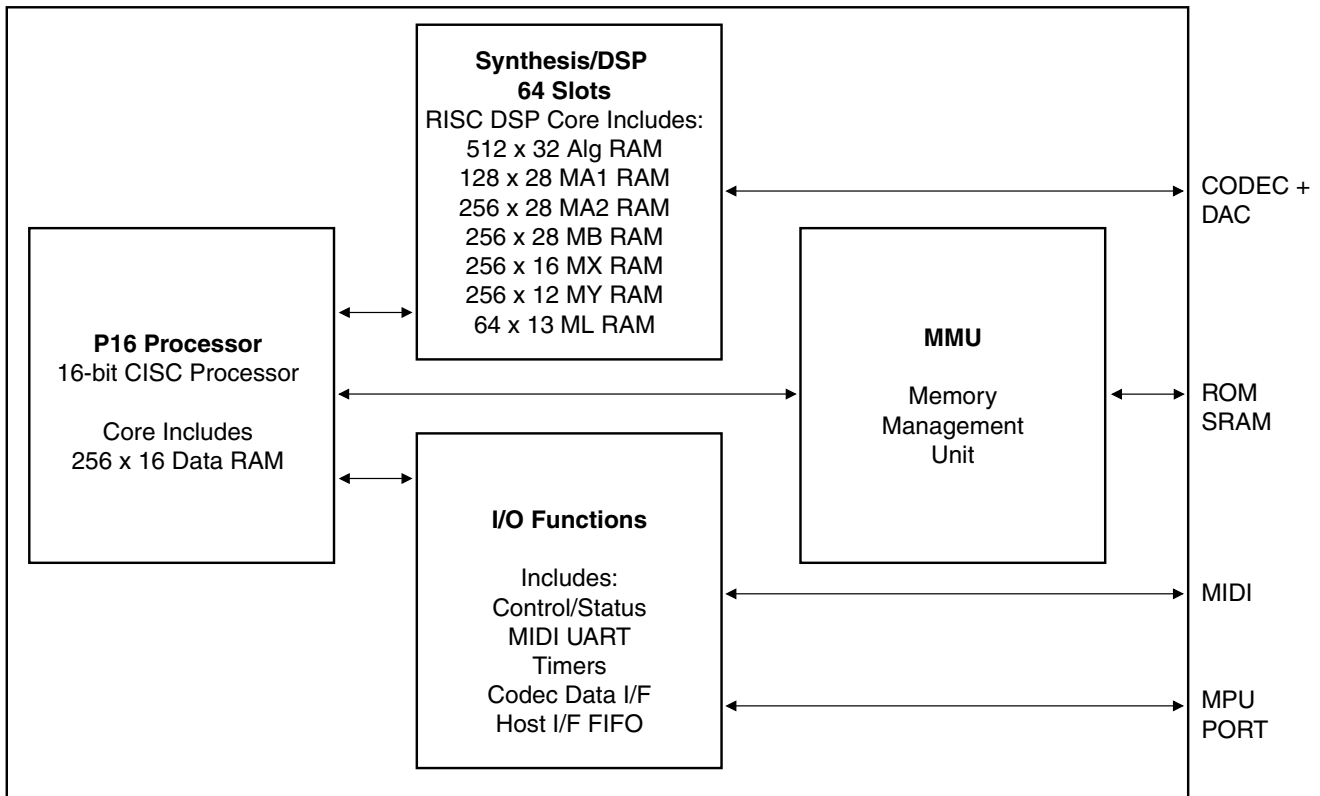 Synthesis/DSP
64 Slots
RISC DSP Core Includes:
512 x 32 Alg RAM
128 x 28 MA1 RAM
256 x 28 MA2 RAM
256 x 28 MB RAM
256 x 16 MX RAM
256 x 12 MY RAM
64 x 13 ML RAM
CODEC +
DAC
P16 Processor
16-bit CISC Processor
Core Includes
256 x 16 Data RAM
MMU
Memory
Management
Unit
ROM
SRAM
I/O Functions
Includes:
Control/Status
MIDI UART
Timers
Codec Data I/F
Host I/F FIFO
MIDI
MPU
PORT